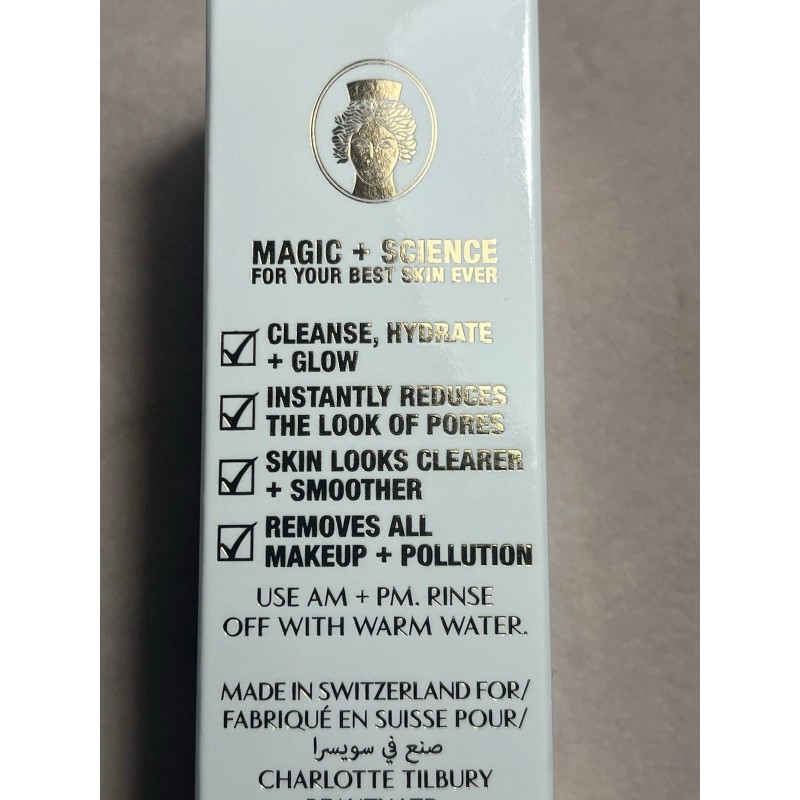 MAGIC + SCIENCE
FOR YOUR BEST SKIN EVER
CLEANSE, HYDRATE
+ GLOW
INSTANTLY REDUCES
THE LOOK OF PORES
SKIN LOOKS CLEARER
+ SMOOTHER
REMOVES ALL
MAKEUP + POLLUTION
USE AM + PM. RINSE
OFF WITH WARM WATER.
MADE IN SWITZERLAND FOR/
FABRIQUÉ EN SUISSE POUR/
صنع في سويسرا
CHARLOTTE TILBURY